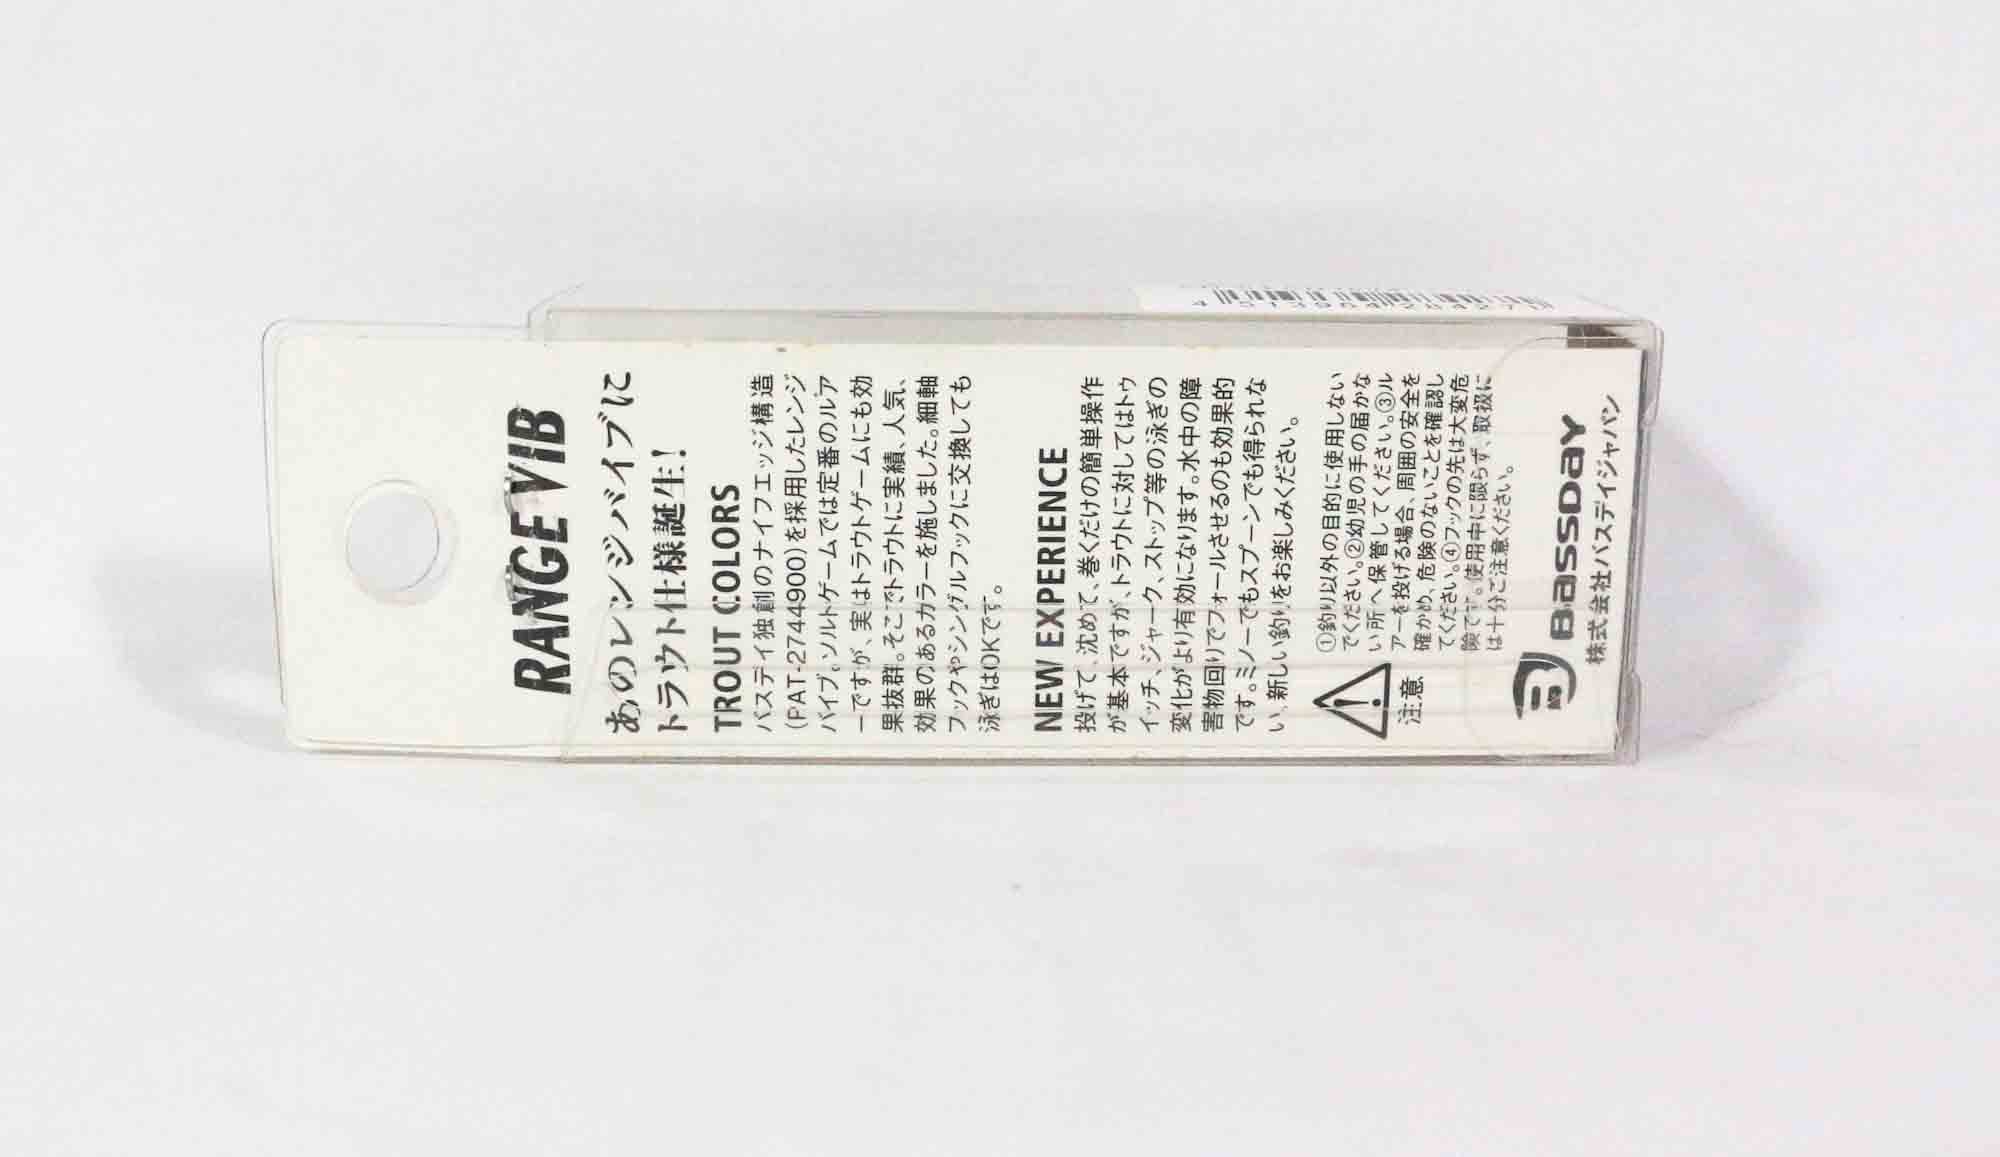 RANGE VIB
あのレンジバイブに
トラウト仕様誕生!
TROUT COLORS
バスデイ独創のナイフエッジ構造
(PAT-2744900)を採用したレンジ
バイブ。ソルトゲームでは定番のルア
ーですが、実はトラウトゲームにも効
果抜群。そこでトラウトに実績、人気、
効果のあるカラーを施しました。細軸
フックやシングルフックに交換しても
泳ぎはOKです。
NEW EXPERIENCE
投げて、沈めて、巻くだけの簡単操作
が基本ですが、トラウトに対してはトゥ
イッチ、ジャーク、ストップ等の泳ぎの
変化がより有効になります。水中の障
害物回りでフォールさせるのも効果的
です。ミノーでもスプーンでも得られな
い、新しい釣りをお楽しみください。
注意
①釣り以外の目的に使用しない
でください。②幼児の手の届かな
い所へ保管してください。③ル
アーを投げる場合、周囲の安全を
確かめ、危険のないことを確認し
てください。④フックの先は大変危
険です。使用中に限らず、取扱に
は十分ご注意ください。
BASSDAY
株式会社バスデイジャパン